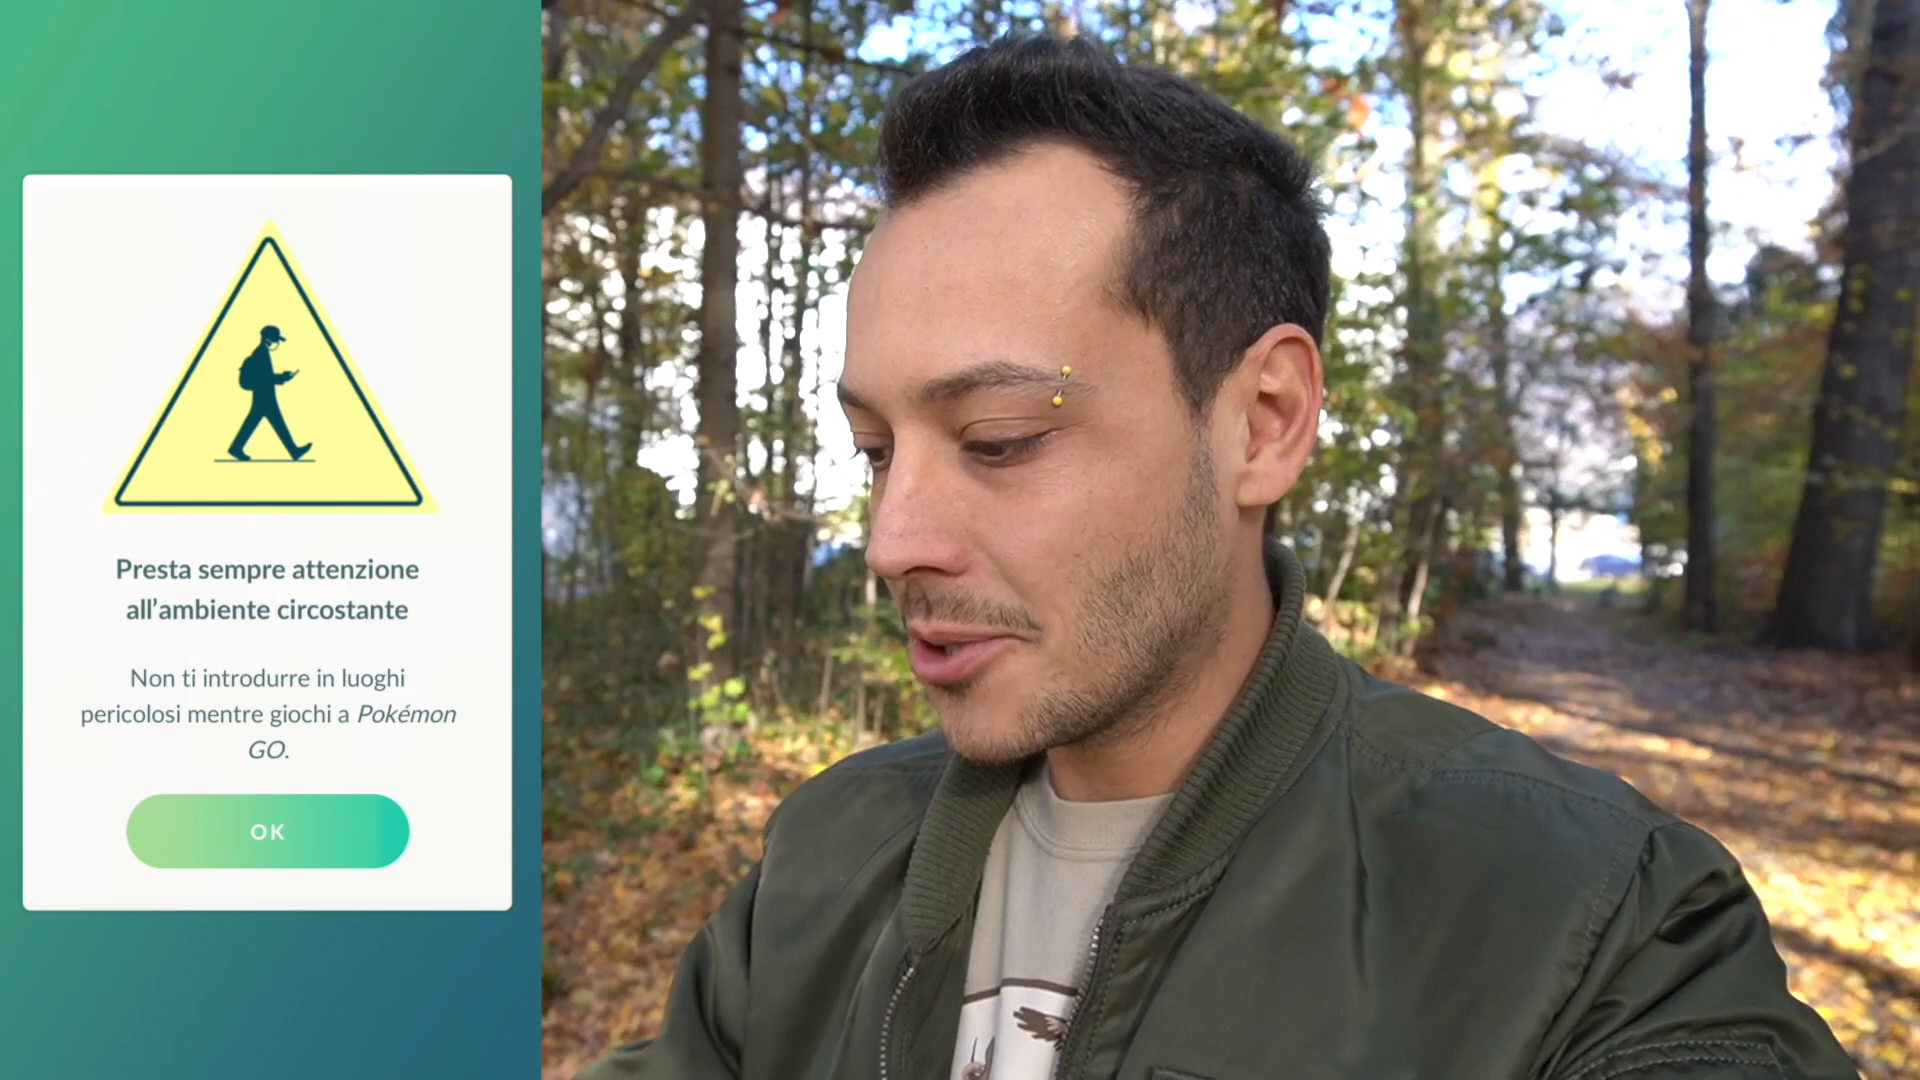 Presta sempre attenzione
all’ambiente circostante
Non ti introdurre in luoghi
pericolosi mentre giochi a Pokémon
GO.
OK